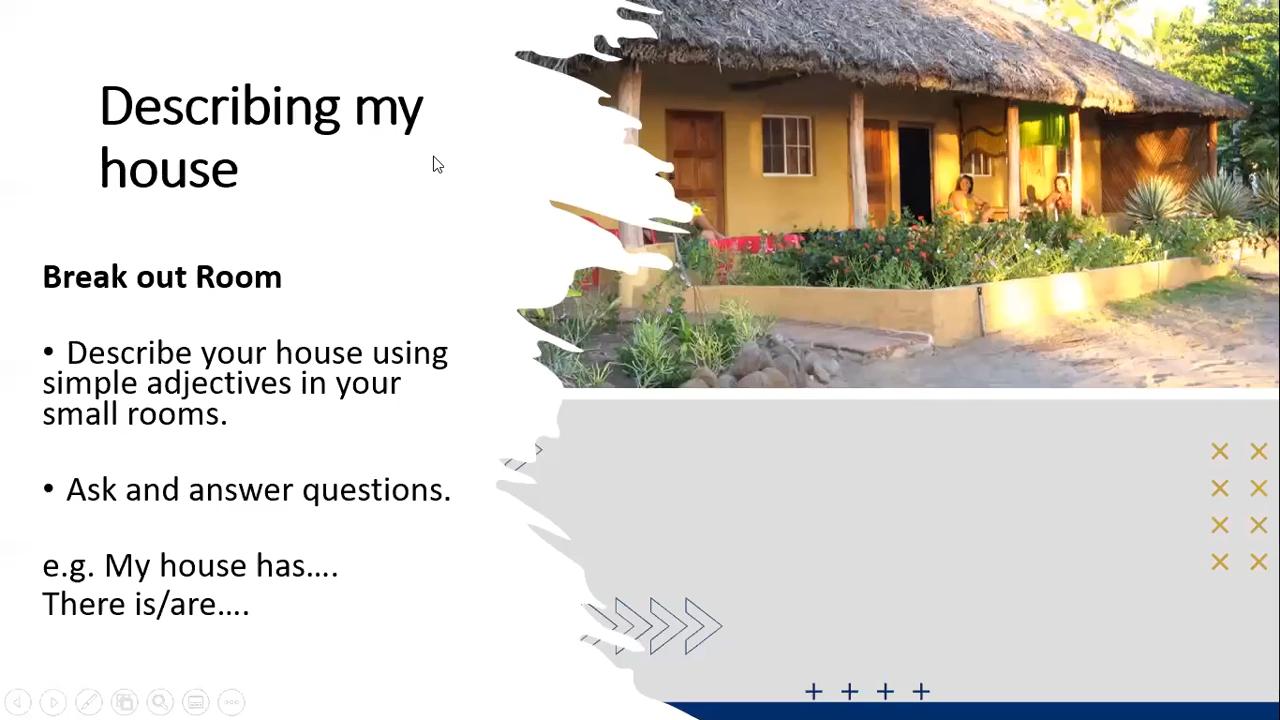 Describing my
house
Break out Room
• Describe your house using
simple adjectives in your
small rooms.
• Ask and answer questions.
e.g. My house has....
There is/are....